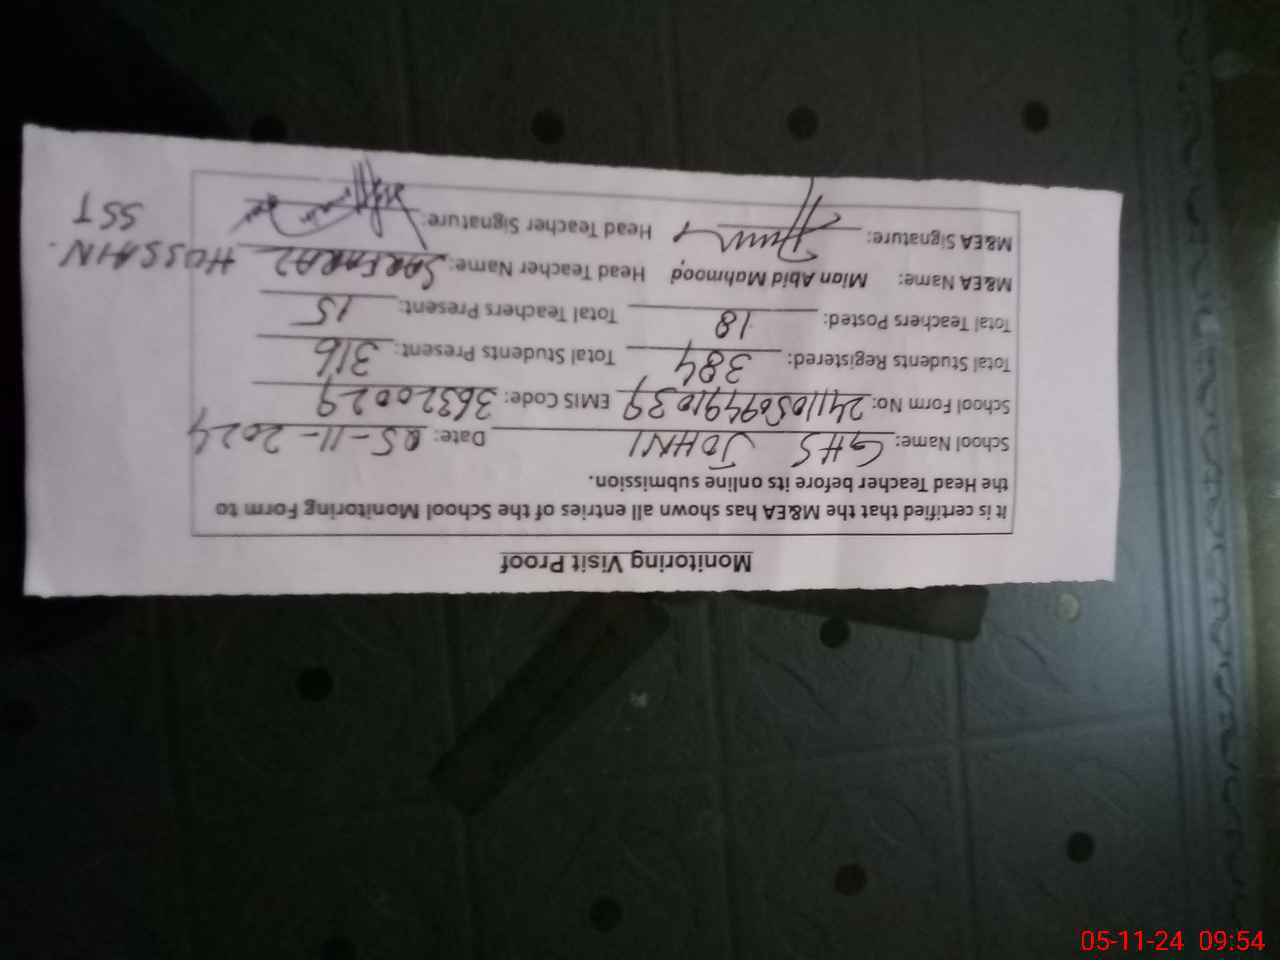 Monitoring Visit Proof
It is certified that the M&EA has shown all entries of the School Monitoring Form to
the Head Teacher before its online submission.
School Name: GHS JOHNI Date: 05-11-2024
School Form No: EMIS Code: 36320029
Total Students Registered: 384 Total Students Present: 316
Total Teachers Posted: 18 Total Teachers Present: 15
M&EA Name: Mian Abid Mahmood Head Teacher Name: SARFARAZ HUSSAIN.
M&EA Signature: Head Teacher Signature: SST
05-11-24 09:54